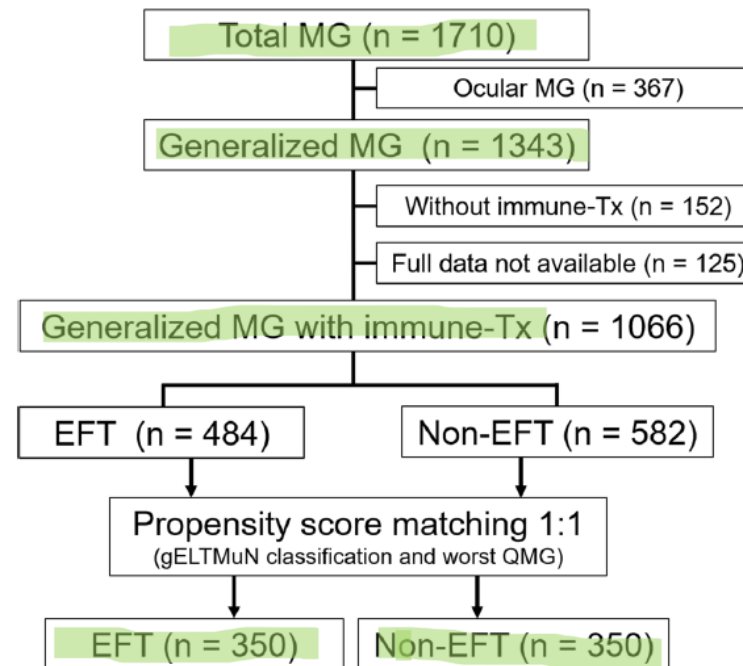 Total MG (n = 1710)
Ocular MG (n = 367)
Generalized MG (n = 1343)
Without immune-Tx (n = 152)
Full data not available (n = 125)
Generalized MG with immune-Tx (n = 1066)
EFT (n = 484)
Non-EFT (n = 582)
Propensity score matching 1:1
(gELTMuN classification and worst QMG)
EFT (n = 350)
Non-EFT (n = 350)